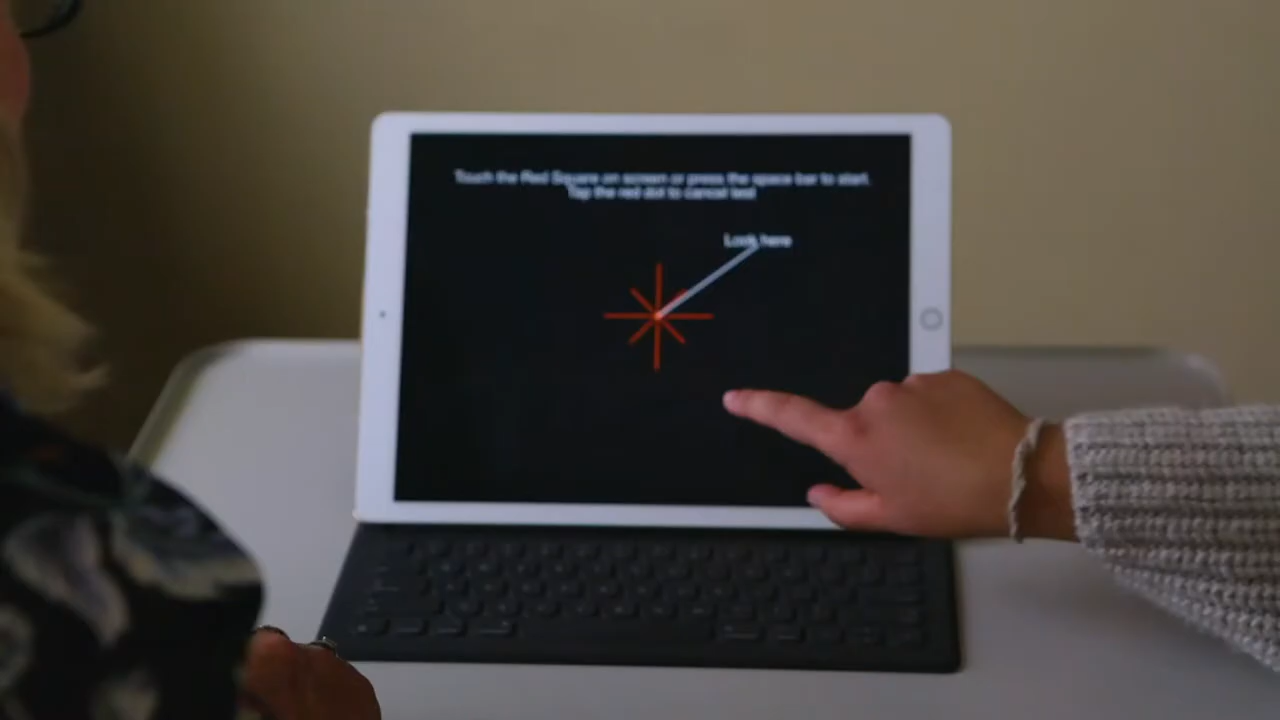 Touch the Red Square on screen or press the space bar to start.
Tap the red dot to cancel test
Look here